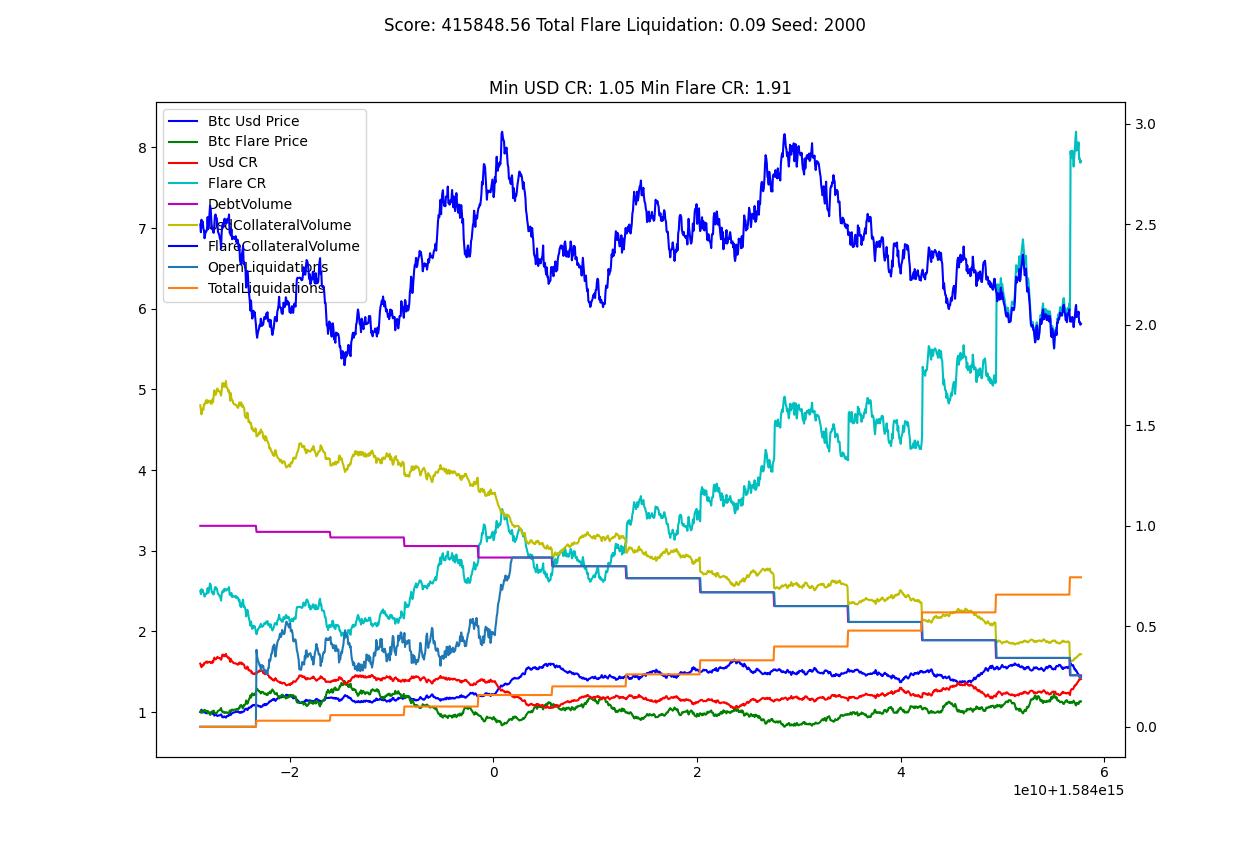 Score: 415848.56 Total Flare Liquidation: 0.09 Seed: 2000
Min USD CR: 1.05 Min Flare CR: 1.91
Btc Usd Price
Btc Flare Price
Usd CR
Flare CR
DebtVolume
UsdCollateralVolume
FlareCollateralVolume
OpenLiquidations
TotalLiquidations
8
7
6
5
4
3
2
1
3.0
2.5
2.0
1.5
1.0
0.5
0.0
−2
0
2
4
6
1e10+1.584e15